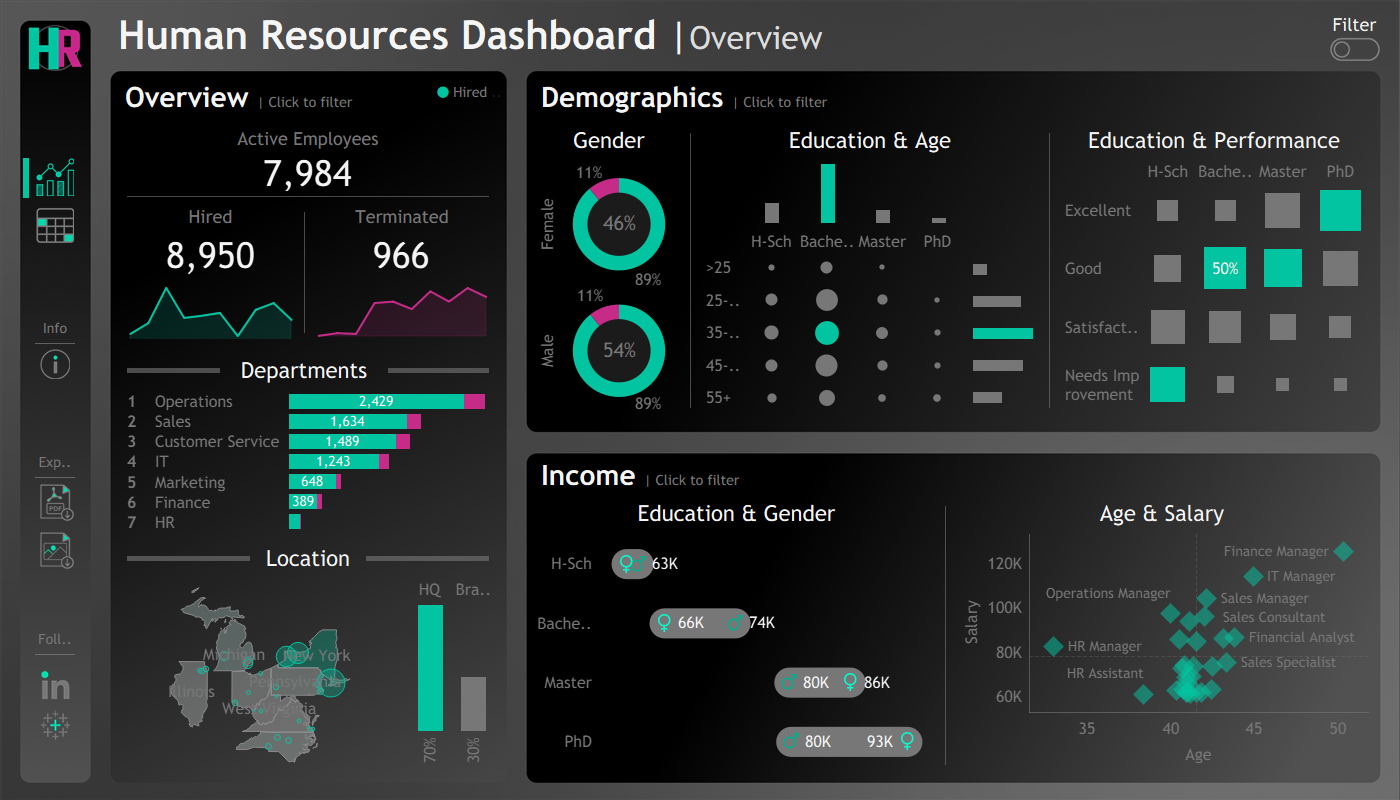 HR
Human Resources Dashboard | Overview
Filter
Info
Exp..
PDF
Foll..
in
Overview | Click to filter
Hired ..
Active Employees
7,984
Hired
8,950
Terminated
966
Departments
1 Operations 2,429
2 Sales 1,634
3 Customer Service 1,489
4 IT 1,243
5 Marketing 648
6 Finance 389
7 HR
Location
Michigan
New York
Illinois
Pennsylvania
West Virginia
HQ Bra..
70% 30%
Demographics | Click to filter
Gender
Female
11%
46%
89%
Male
11%
54%
89%
Education & Age
H-Sch Bache.. Master PhD
>25
25-..
35-..
45-..
55+
Education & Performance
H-Sch Bache.. Master PhD
Excellent
Good 50%
Satisfact..
Needs Imp
rovement
Income | Click to filter
Education & Gender
H-Sch ♀ ♂ 63K
Bache.. ♀ 66K ♂ 74K
Master ♂ 80K ♀ 86K
PhD ♂ 80K 93K ♀
Age & Salary
Salary
120K
100K
80K
60K
Finance Manager
IT Manager
Operations Manager
Sales Manager
Sales Consultant
Financial Analyst
HR Manager
Sales Specialist
HR Assistant
35 40 45 50
Age